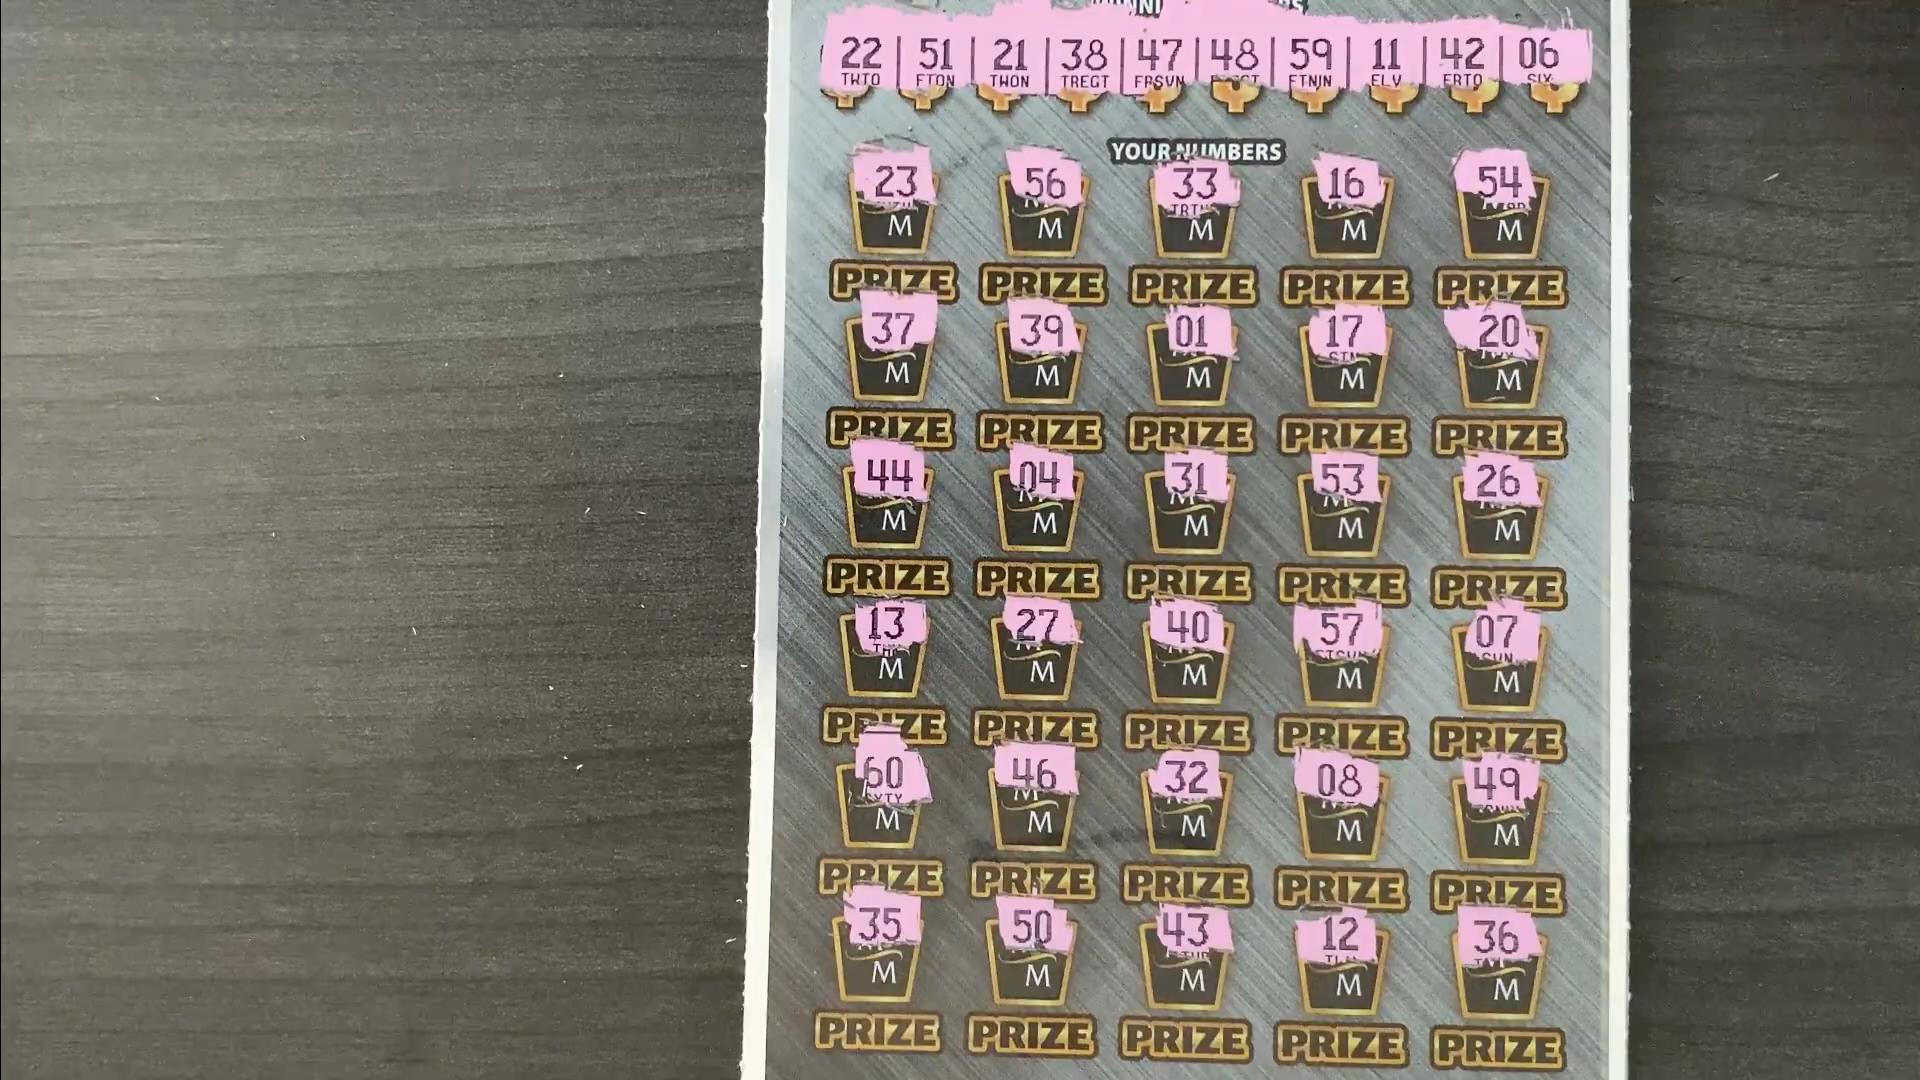 22 51 21 38 47 48 59 11 42 06
TWTO FTON TWON TREGT FRSVN FTNIN ELV FRTO SIX
YOUR NUMBERS
23 56 33 16 54
M M M M M
PRIZE PRIZE PRIZE PRIZE PRIZE
37 39 01 17 20
M M M M M
PRIZE PRIZE PRIZE PRIZE PRIZE
44 04 31 53 26
M M M M M
PRIZE PRIZE PRIZE PRIZE PRIZE
13 27 40 57 07
M M M M M
PRIZE PRIZE PRIZE PRIZE PRIZE
60 46 32 08 49
M M M M M
PRIZE PRIZE PRIZE PRIZE PRIZE
35 50 43 12 36
M M M M M
PRIZE PRIZE PRIZE PRIZE PRIZE